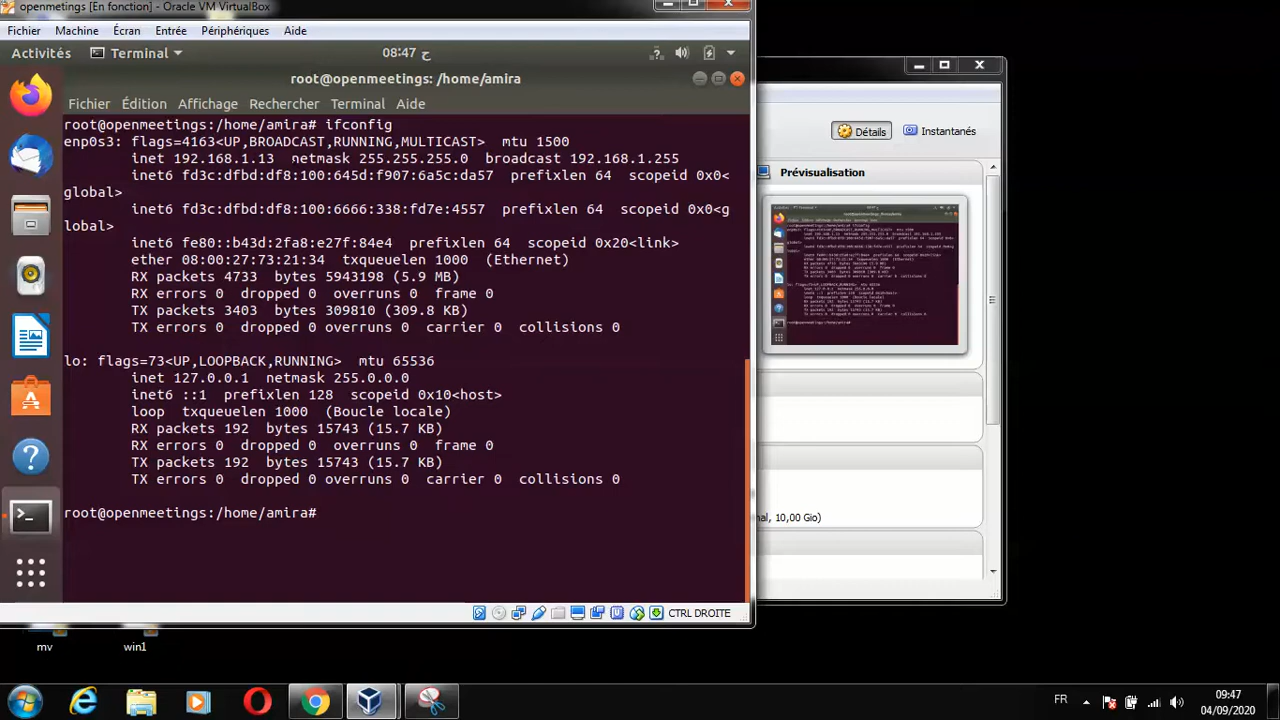 openmetings [En fonction] - Oracle VM VirtualBox
Fichier Machine Écran Entrée Périphériques Aide
Activités Terminal 08:47 ح
root@openmeetings: /home/amira
Fichier Édition Affichage Rechercher Terminal Aide
root@openmeetings:/home/amira# ifconfig
enp0s3: flags=4163<UP,BROADCAST,RUNNING,MULTICAST> mtu 1500
inet 192.168.1.13 netmask 255.255.255.0 broadcast 192.168.1.255
inet6 fd3c:dfbd:df8:100:645d:f907:6a5c:da57 prefixlen 64 scopeid 0x0<
global>
inet6 fd3c:dfbd:df8:100:6666:338:fd7e:4557 prefixlen 64 scopeid 0x0<g
lobal>
inet6 fe80::73d3:2fa8:e27f:84e4 prefixlen 64 scopeid 0x20<link>
ether 08:00:27:73:21:34 txqueuelen 1000 (Ethernet)
RX packets 4733 bytes 5943198 (5.9 MB)
RX errors 0 dropped 0 overruns 0 frame 0
TX packets 3403 bytes 309810 (309.8 KB)
TX errors 0 dropped 0 overruns 0 carrier 0 collisions 0
lo: flags=73<UP,LOOPBACK,RUNNING> mtu 65536
inet 127.0.0.1 netmask 255.0.0.0
inet6 ::1 prefixlen 128 scopeid 0x10<host>
loop txqueuelen 1000 (Boucle locale)
RX packets 192 bytes 15743 (15.7 KB)
RX errors 0 dropped 0 overruns 0 frame 0
TX packets 192 bytes 15743 (15.7 KB)
TX errors 0 dropped 0 overruns 0 carrier 0 collisions 0
root@openmeetings:/home/amira#
CTRL DROITE
Détails Instantanés
Prévisualisation
10,00 Gio)
mv win1
FR
09:47
04/09/2020